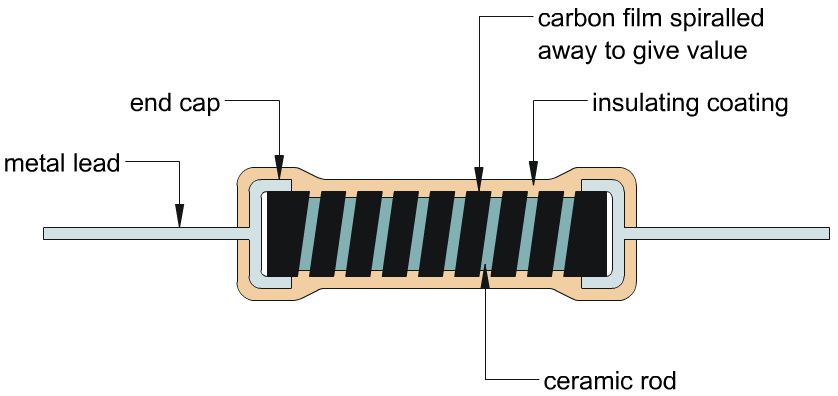 carbon film spiralled
away to give value
end cap
insulating coating
metal lead
ceramic rod